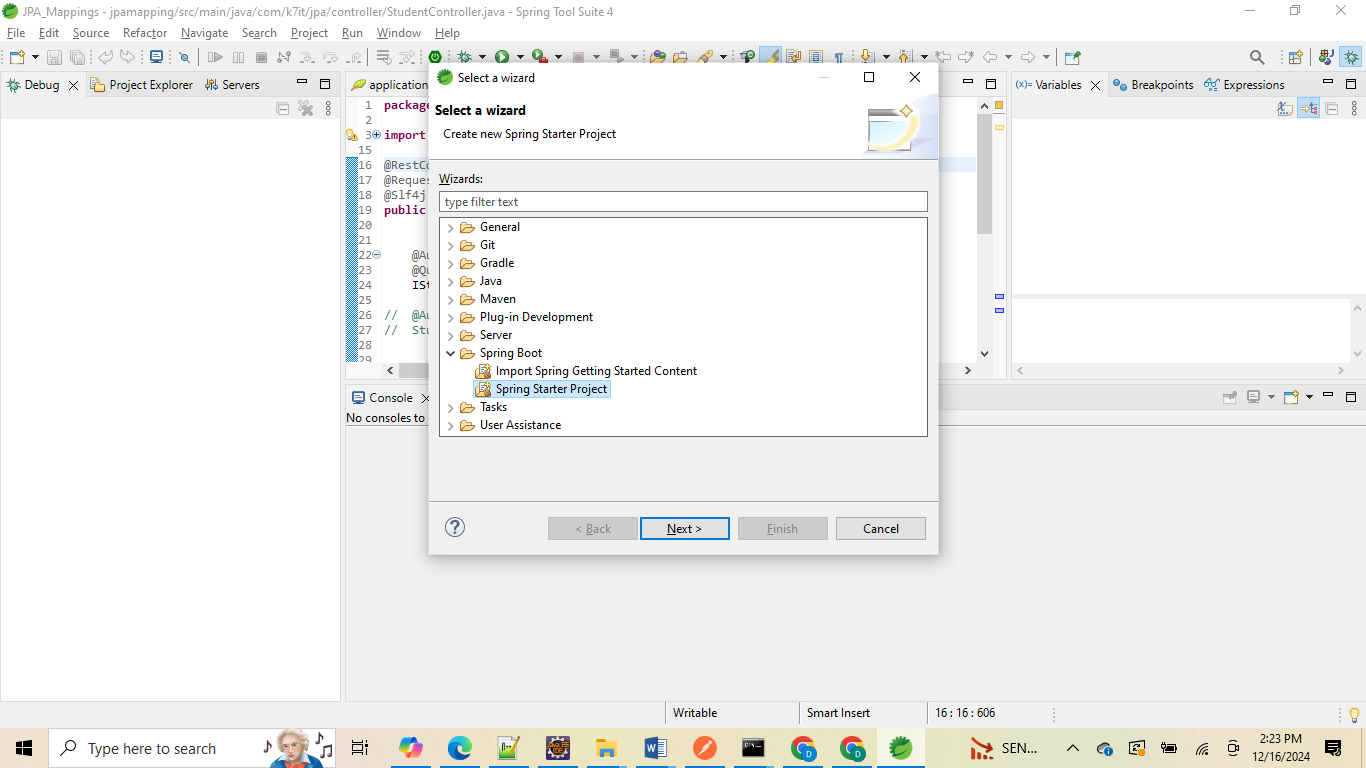 JPA_Mappings - jpamapping/src/main/java/com/k7it/jpa/controller/StudentController.java - Spring Tool Suite 4
File Edit Source Refactor Navigate Search Project Run Window Help
Debug Project Explorer Servers
application
(x)= Variables Breakpoints Expressions
1 package
2
3 import
15
16 @RestCo
17 @Reques
18 @Slf4j
19 public
20
21
22 @Au
23 @Qu
24 ISt
25
26 // @Au
27 // Stu
28
29
Select a wizard
Select a wizard
Create new Spring Starter Project
Wizards:
type filter text
General
Git
Gradle
Java
Maven
Plug-in Development
Server
Spring Boot
Import Spring Getting Started Content
Spring Starter Project
Tasks
User Assistance
< Back Next > Finish Cancel
Console
No consoles to
Writable Smart Insert 16 : 16 : 606
Type here to search
SEN...
2:23 PM
12/16/2024